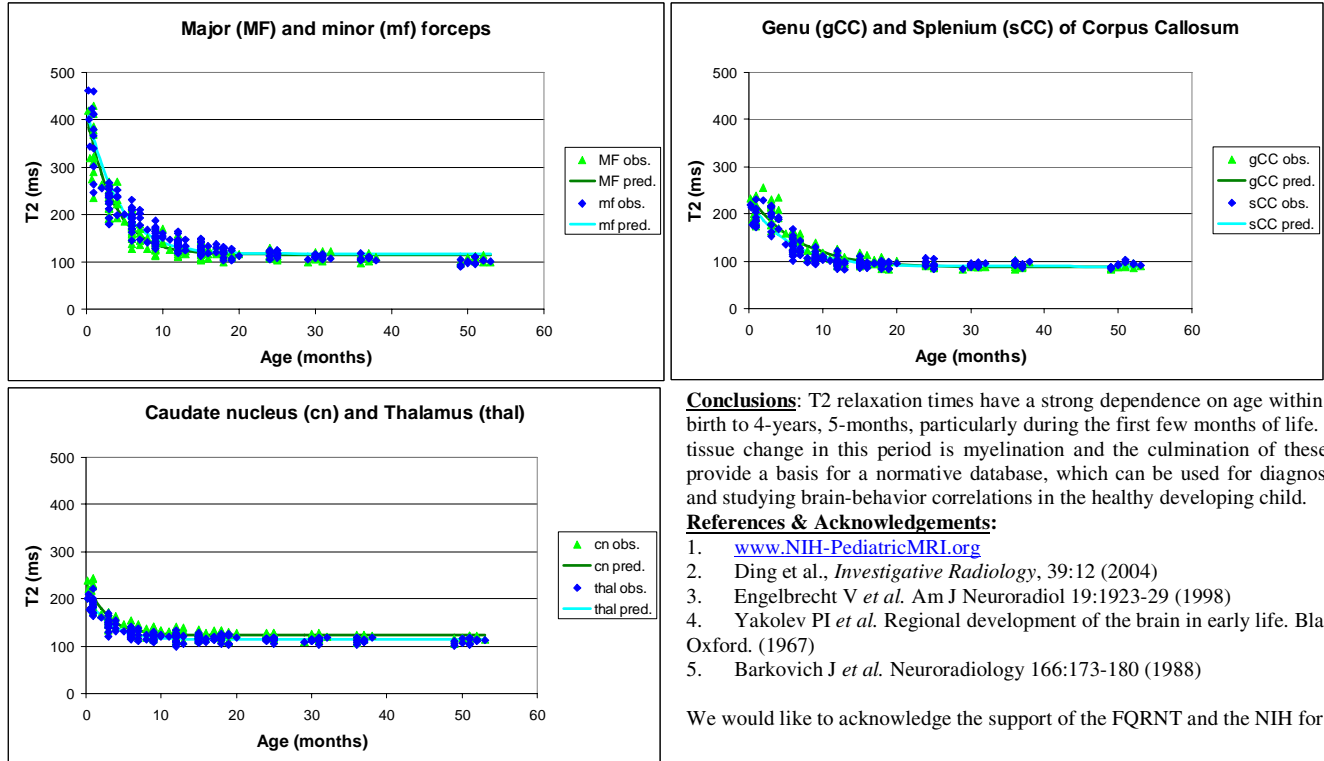 Major (MF) and minor (mf) forceps
500
400
300
200
100
0
T2 (ms)
0 10 20 30 40 50 60
Age (months)
MF obs.
MF pred.
mf obs.
mf pred.
Genu (gCC) and Splenium (sCC) of Corpus Callosum
500
400
300
200
100
0
T2 (ms)
0 10 20 30 40 50 60
Age (months)
gCC obs.
gCC pred.
sCC obs.
sCC pred.
Caudate nucleus (cn) and Thalamus (thal)
500
400
300
200
100
0
T2 (ms)
0 10 20 30 40 50 60
Age (months)
cn obs.
cn pred.
thal obs.
thal pred.
Conclusions: T2 relaxation times have a strong dependence on age within
birth to 4-years, 5-months, particularly during the first few months of life.
tissue change in this period is myelination and the culmination of these
provide a basis for a normative database, which can be used for diagnos
and studying brain-behavior correlations in the healthy developing child.
References & Acknowledgements:
1. www.NIH-PediatricMRI.org
2. Ding et al., Investigative Radiology, 39:12 (2004)
3. Engelbrecht V et al. Am J Neuroradiol 19:1923-29 (1998)
4. Yakolev PI et al. Regional development of the brain in early life. Bla
Oxford. (1967)
5. Barkovich J et al. Neuroradiology 166:173-180 (1988)
We would like to acknowledge the support of the FQRNT and the NIH for